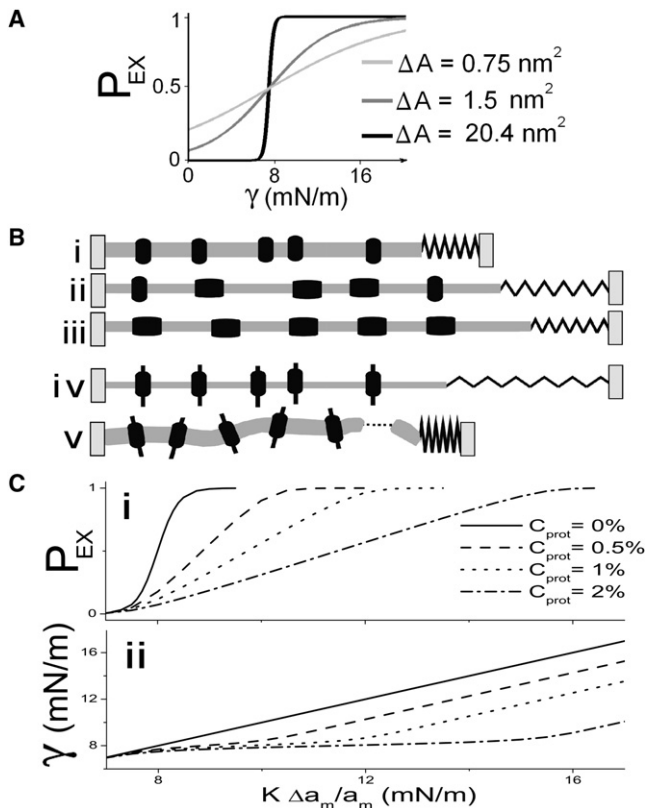 A
P_EX
1
0.5
0
0
8
16
γ (mN/m)
ΔA = 0.75 nm²
ΔA = 1.5 nm²
ΔA = 20.4 nm²
B
i
ii
iii
iv
v
C
i
P_EX
1
0
C_prot = 0%
C_prot = 0.5%
C_prot = 1%
C_prot = 2%
ii
γ (mN/m)
16
12
8
8
12
16
K Δa_m/a_m (mN/m)